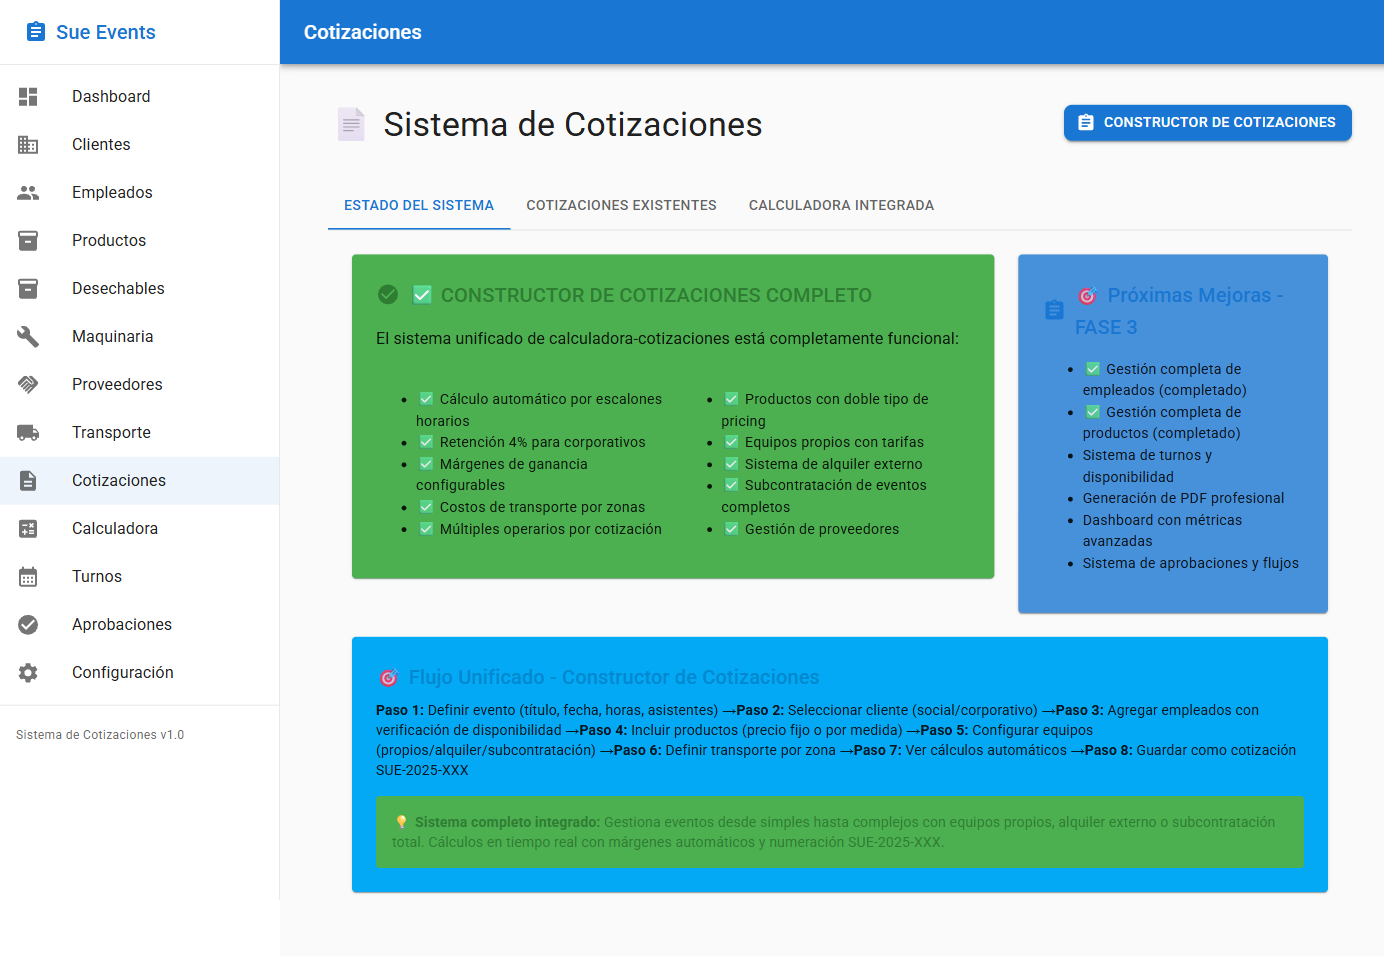 Sue Events
Dashboard
Clientes
Empleados
Productos
Desechables
Maquinaria
Proveedores
Transporte
Cotizaciones
Calculadora
Turnos
Aprobaciones
Configuración
Sistema de Cotizaciones v1.0
Cotizaciones
Sistema de Cotizaciones
CONSTRUCTOR DE COTIZACIONES
ESTADO DEL SISTEMA
COTIZACIONES EXISTENTES
CALCULADORA INTEGRADA
✅ CONSTRUCTOR DE COTIZACIONES COMPLETO
El sistema unificado de calculadora-cotizaciones está completamente funcional:
• ✅ Cálculo automático por escalones
horarios
• ✅ Retención 4% para corporativos
• ✅ Márgenes de ganancia
configurables
• ✅ Costos de transporte por zonas
• ✅ Múltiples operarios por cotización
• ✅ Productos con doble tipo de
pricing
• ✅ Equipos propios con tarifas
• ✅ Sistema de alquiler externo
• ✅ Subcontratación de eventos
completos
• ✅ Gestión de proveedores
🎯 Próximas Mejoras -
FASE 3
• ✅ Gestión completa de
empleados (completado)
• ✅ Gestión completa de
productos (completado)
• Sistema de turnos y
disponibilidad
• Generación de PDF profesional
• Dashboard con métricas
avanzadas
• Sistema de aprobaciones y flujos
🎯 Flujo Unificado - Constructor de Cotizaciones
Paso 1: Definir evento (título, fecha, horas, asistentes) →Paso 2: Seleccionar cliente (social/corporativo) →Paso 3: Agregar empleados con
verificación de disponibilidad →Paso 4: Incluir productos (precio fijo o por medida) →Paso 5: Configurar equipos
(propios/alquiler/subcontratación) →Paso 6: Definir transporte por zona →Paso 7: Ver cálculos automáticos →Paso 8: Guardar como cotización
SUE-2025-XXX
💡 Sistema completo integrado: Gestiona eventos desde simples hasta complejos con equipos propios, alquiler externo o subcontratación
total. Cálculos en tiempo real con márgenes automáticos y numeración SUE-2025-XXX.